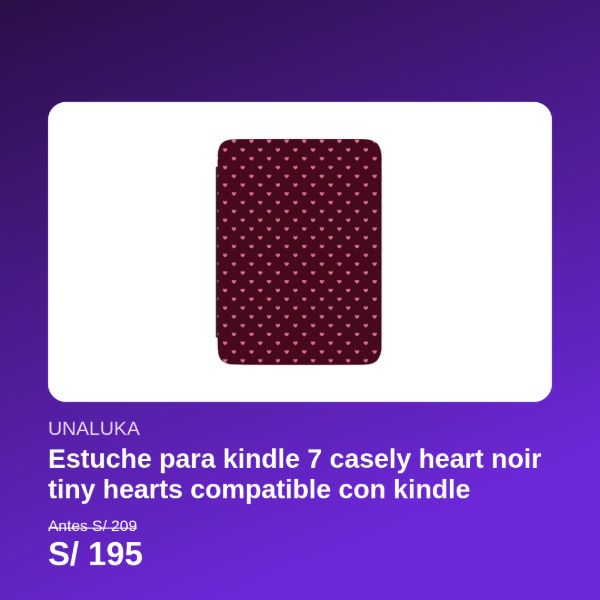 UNALUKA
Estuche para kindle 7 casely heart noir
tiny hearts compatible con kindle
Antes S/ 209
S/ 195